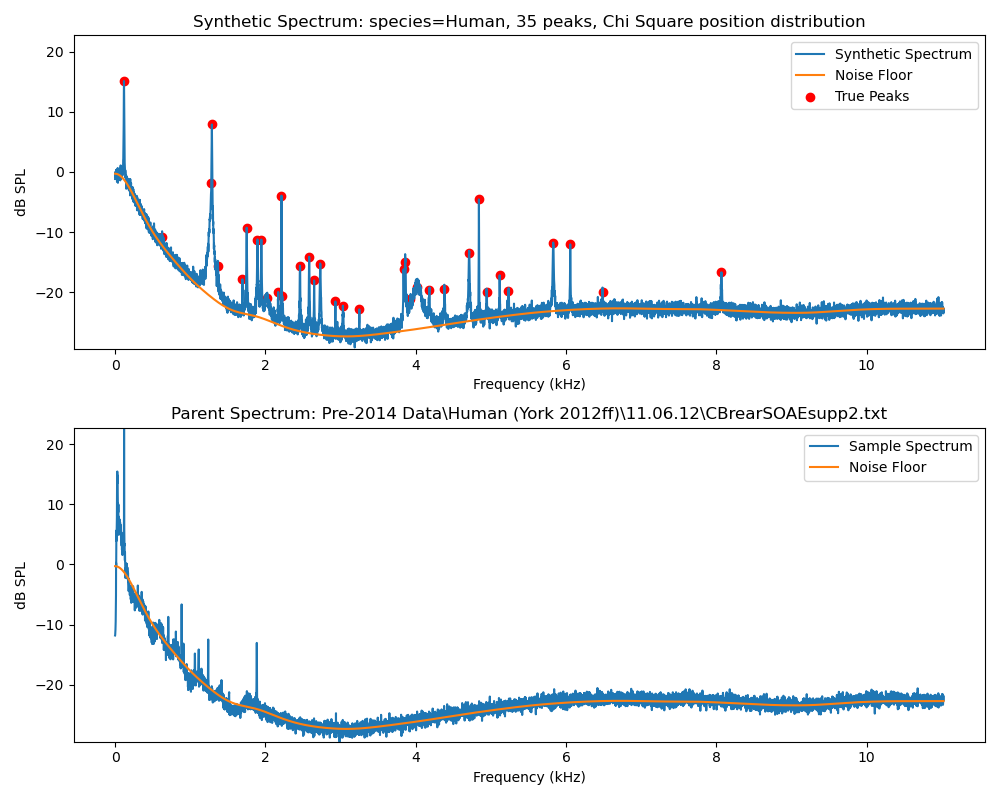 Synthetic Spectrum: species=Human, 35 peaks, Chi Square position distribution
20
10
0
−10
−20
dB SPL
Synthetic Spectrum
Noise Floor
True Peaks
0 2 4 6 8 10
Frequency (kHz)
Parent Spectrum: Pre-2014 Data\Human (York 2012ff)\11.06.12\CBrearSOAEsupp2.txt
20
10
0
−10
−20
dB SPL
Sample Spectrum
Noise Floor
0 2 4 6 8 10
Frequency (kHz)